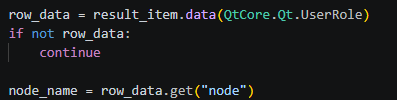 row_data = result_item.data(QtCore.Qt.UserRole)
if not row_data:
    continue

node_name = row_data.get("node")